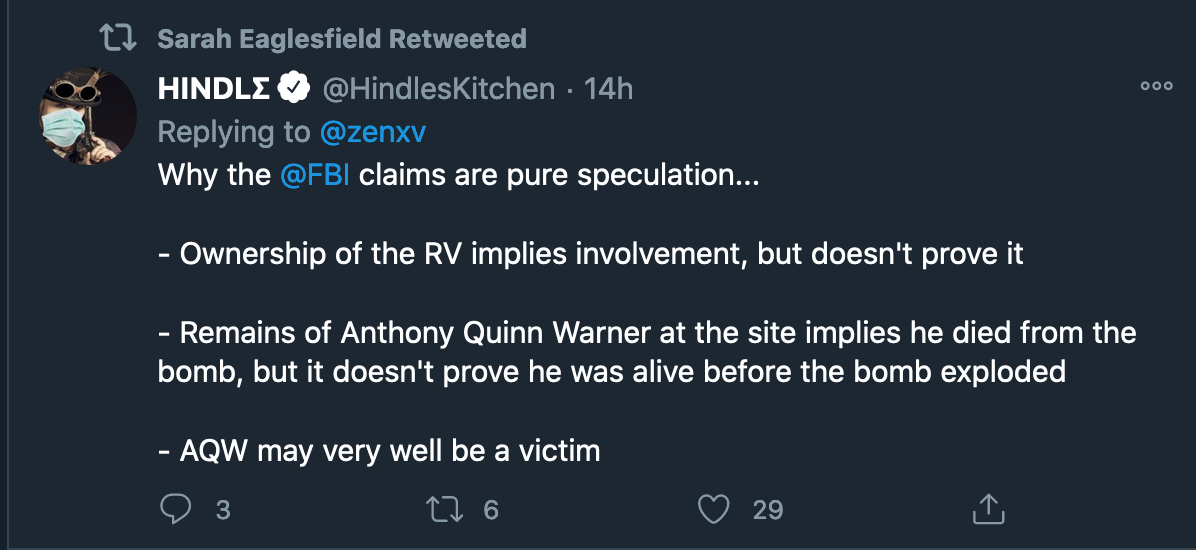 Sarah Eaglesfield Retweeted
HINDLΣ @HindlesKitchen · 14h
Replying to @zenxv
Why the @FBI claims are pure speculation...
- Ownership of the RV implies involvement, but doesn't prove it
- Remains of Anthony Quinn Warner at the site implies he died from the
bomb, but it doesn't prove he was alive before the bomb exploded
- AQW may very well be a victim
3 6 29